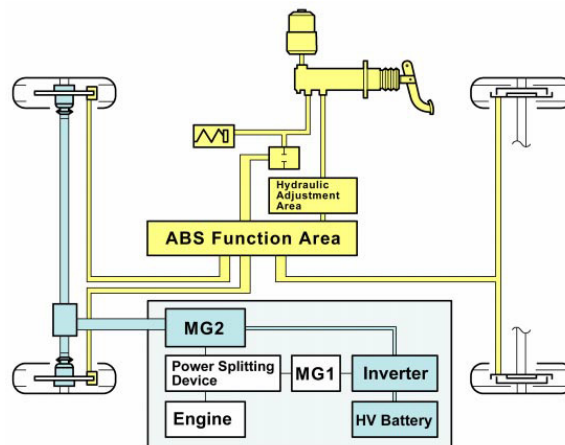 Hydraulic
Adjustment
Area
ABS Function Area
MG2
Power Splitting
Device
MG1
Inverter
Engine
HV Battery